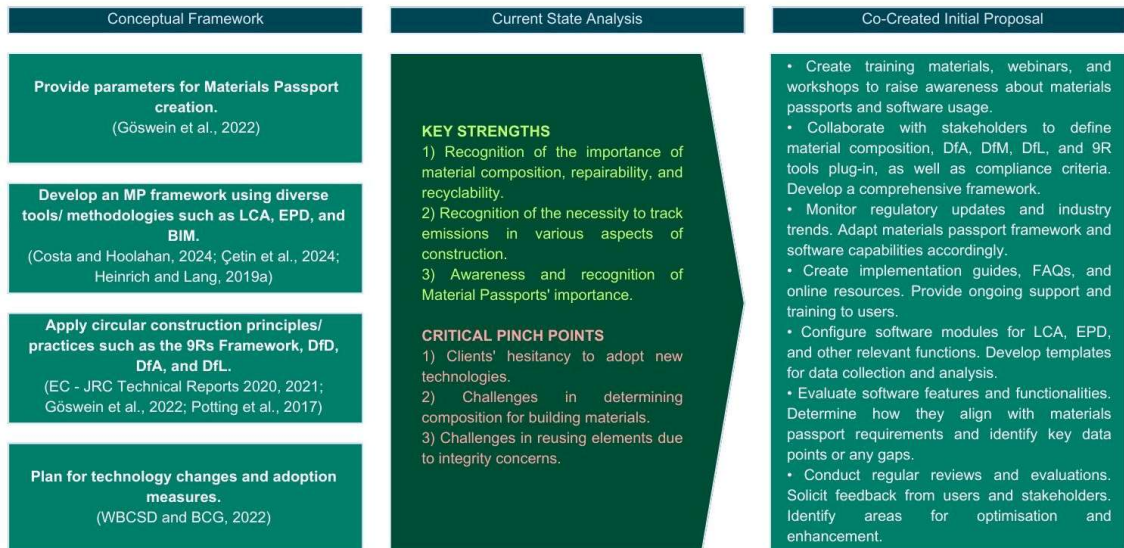 Conceptual Framework
Provide parameters for Materials Passport
creation.
(Göswein et al., 2022)
Develop an MP framework using diverse
tools/ methodologies such as LCA, EPD, and
BIM.
(Costa and Hoolahan, 2024; Çetin et al., 2024;
Heinrich and Lang, 2019a)
Apply circular construction principles/
practices such as the 9Rs Framework, DfD,
DfA, and DfL.
(EC - JRC Technical Reports 2020, 2021;
Göswein et al., 2022; Potting et al., 2017)
Plan for technology changes and adoption
measures.
(WBCSD and BCG, 2022)
Current State Analysis
KEY STRENGTHS
1) Recognition of the importance of
material composition, repairability, and
recyclability.
2) Recognition of the necessity to track
emissions in various aspects of
construction.
3) Awareness and recognition of
Material Passports' importance.
CRITICAL PINCH POINTS
1) Clients' hesitancy to adopt new
technologies.
2) Challenges in determining
composition for building materials.
3) Challenges in reusing elements due
to integrity concerns.
Co-Created Initial Proposal
• Create training materials, webinars, and
workshops to raise awareness about materials
passports and software usage.
• Collaborate with stakeholders to define
material composition, DfA, DfM, DfL, and 9R
tools plug-in, as well as compliance criteria.
Develop a comprehensive framework.
• Monitor regulatory updates and industry
trends. Adapt materials passport framework and
software capabilities accordingly.
• Create implementation guides, FAQs, and
online resources. Provide ongoing support and
training to users.
• Configure software modules for LCA, EPD,
and other relevant functions. Develop templates
for data collection and analysis.
• Evaluate software features and functionalities.
Determine how they align with materials
passport requirements and identify key data
points or any gaps.
• Conduct regular reviews and evaluations.
Solicit feedback from users and stakeholders.
Identify areas for optimisation and
enhancement.